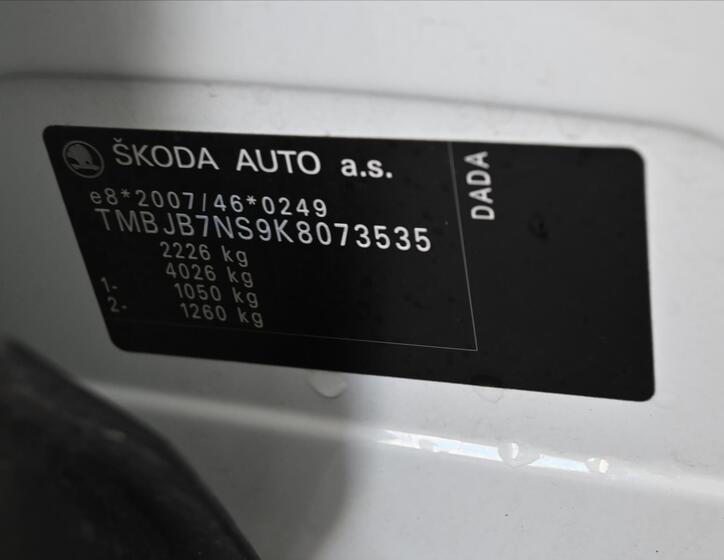 ŠKODA AUTO a.s.
e8*2007/46*0249
TMBJB7NS9K8073535
2226 kg
4026 kg
1- 1050 kg
2- 1260 kg
DADA